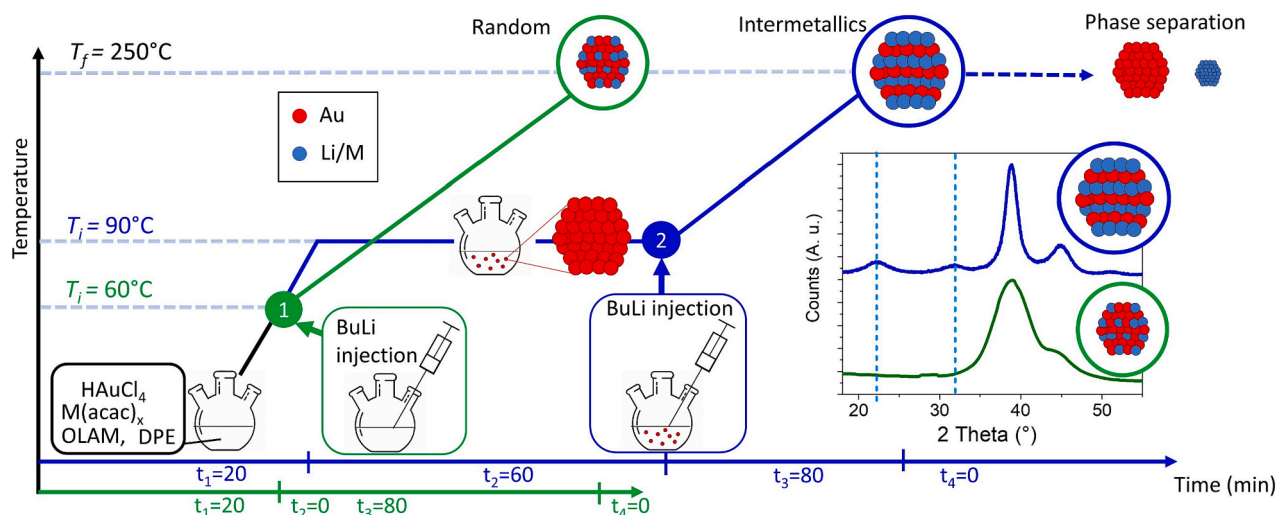 Random
Intermetallics
Phase separation
T_f = 250°C
Au
Li/M
Temperature
T_i = 90°C
2
T_i = 60°C
1
BuLi
injection
BuLi injection
HAuCl₄
M(acac)ₓ
OLAM, DPE
Counts (A. u.)
20 30 40 50
2 Theta (°)
t₁=20
t₂=60
t₃=80
t₄=0
Time (min)
t₁=20
t₂=0
t₃=80
t₄=0